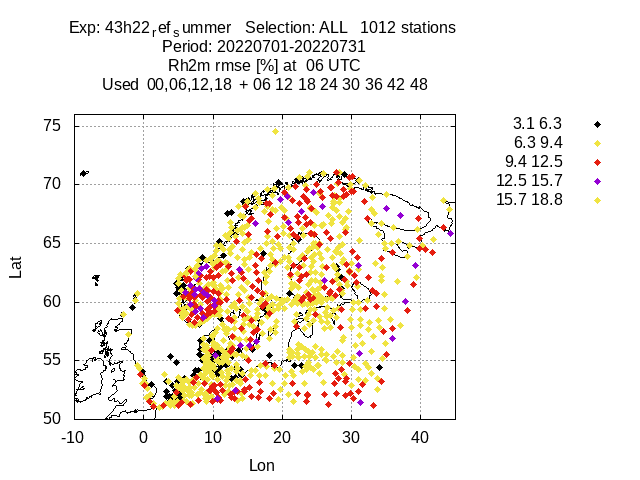 Exp: 43h22refsummer Selection: ALL 1012 stations
Period: 20220701-20220731
Rh2m rmse [%] at 06 UTC
Used 00,06,12,18 + 06 12 18 24 30 36 42 48
3.1 6.3
6.3 9.4
9.4 12.5
12.5 15.7
15.7 18.8
75
70
65
60
55
50
Lat
-10 0 10 20 30 40
Lon